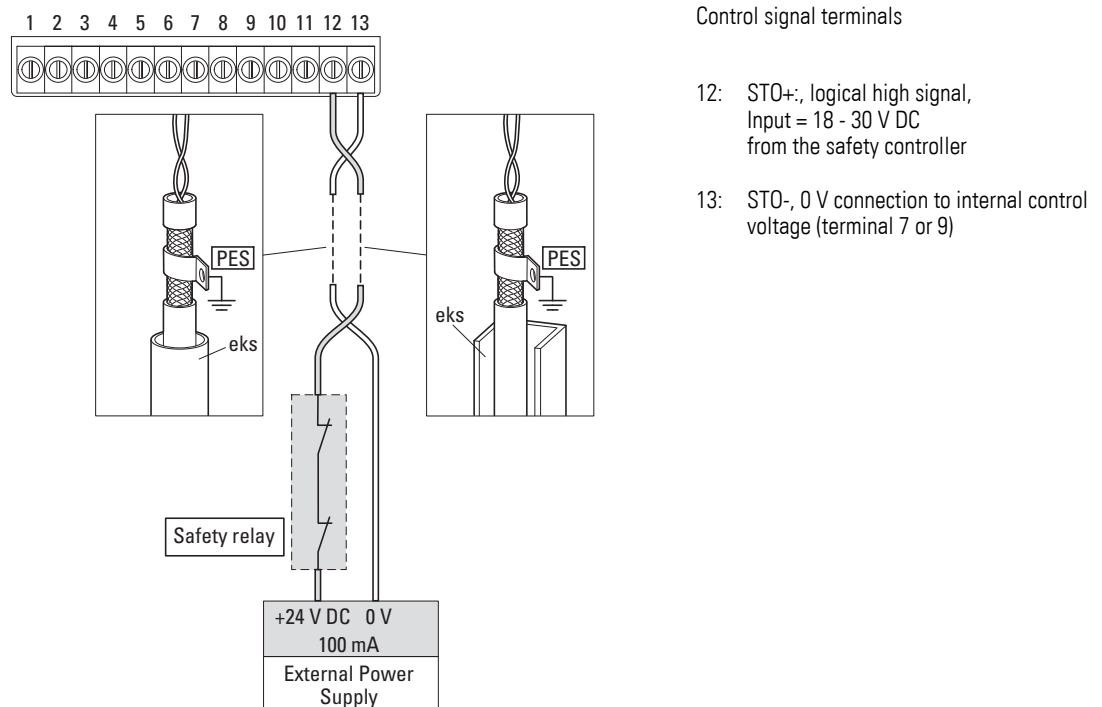 1 2 3 4 5 6 7 8 9 10 11 12 13
PES
eks
PES
eks
Safety relay
+24 V DC 0 V
100 mA
External Power
Supply
Control signal terminals
12: STO+:, logical high signal,
Input = 18 - 30 V DC
from the safety controller
13: STO-, 0 V connection to internal control
voltage (terminal 7 or 9)